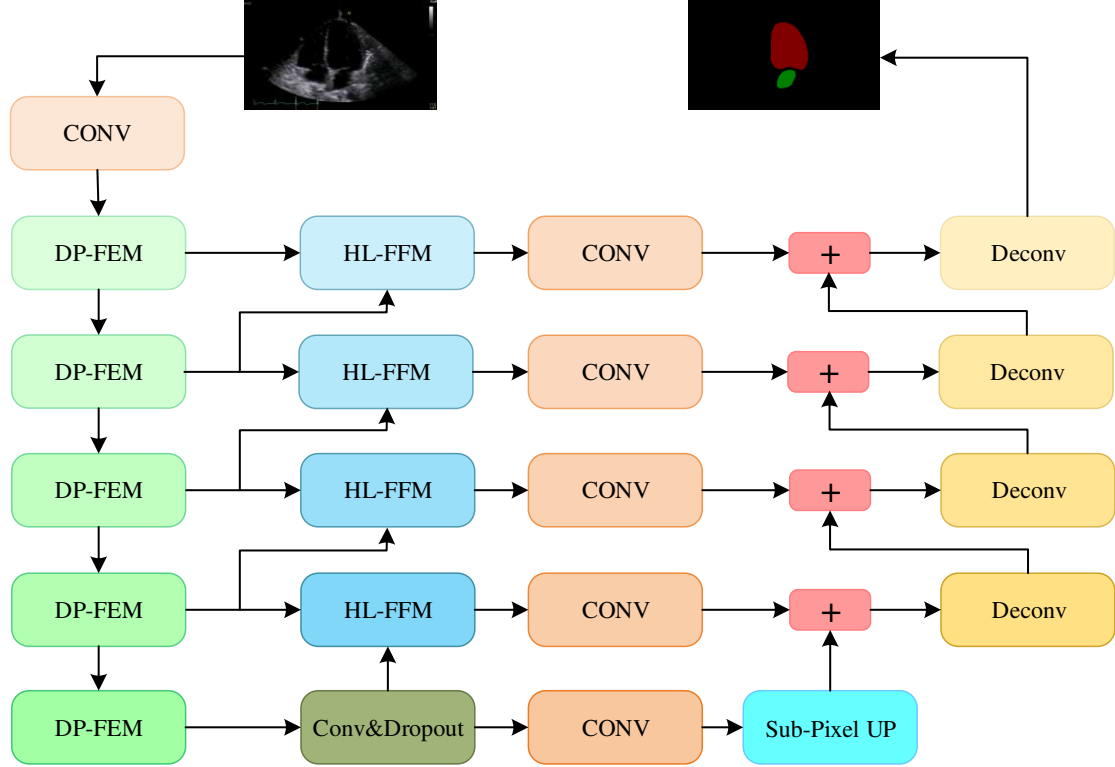 CONV
DP-FEM HL-FFM CONV + Deconv
DP-FEM HL-FFM CONV + Deconv
DP-FEM HL-FFM CONV + Deconv
DP-FEM HL-FFM CONV + Deconv
DP-FEM Conv&Dropout CONV Sub-Pixel UP